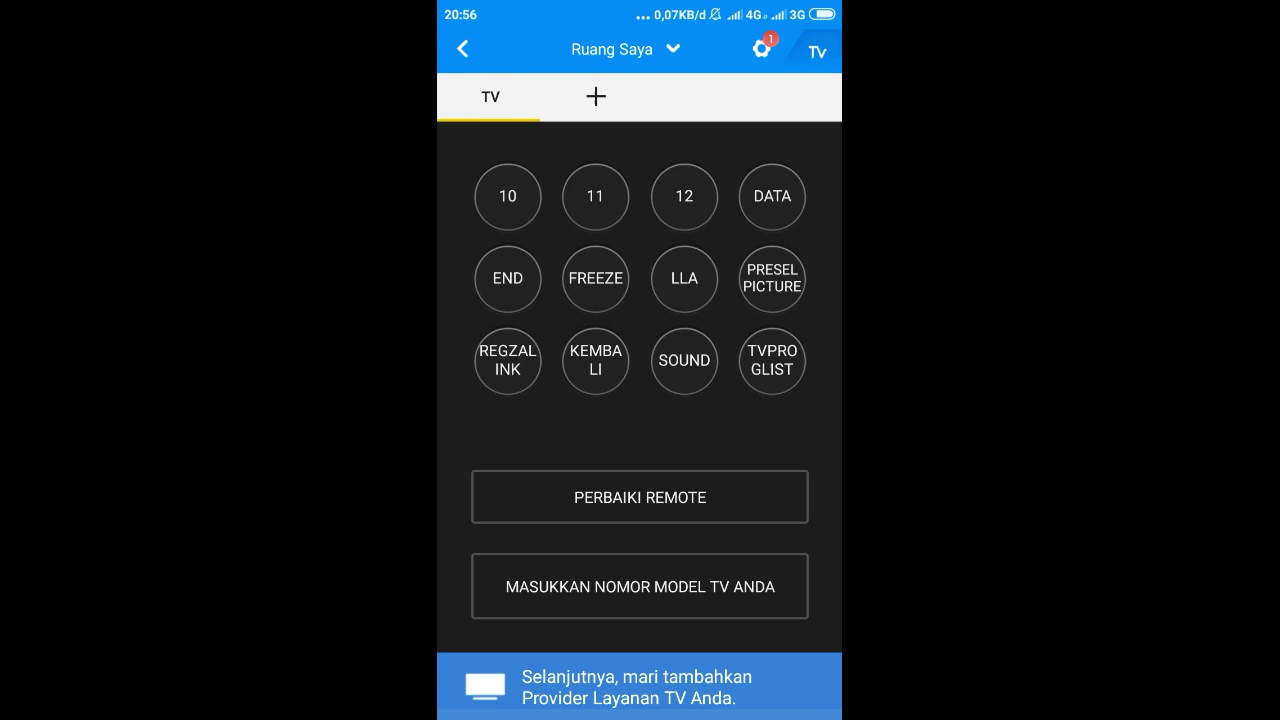 20:56 ... 0,07KB/d 4G 3G
Ruang Saya 1 TV
TV +
10 11 12 DATA
END FREEZE LLA PRESEL
PICTURE
REGZAL
INK
KEMBA
LI
SOUND
TVPRO
GLIST
PERBAIKI REMOTE
MASUKKAN NOMOR MODEL TV ANDA
Selanjutnya, mari tambahkan
Provider Layanan TV Anda.